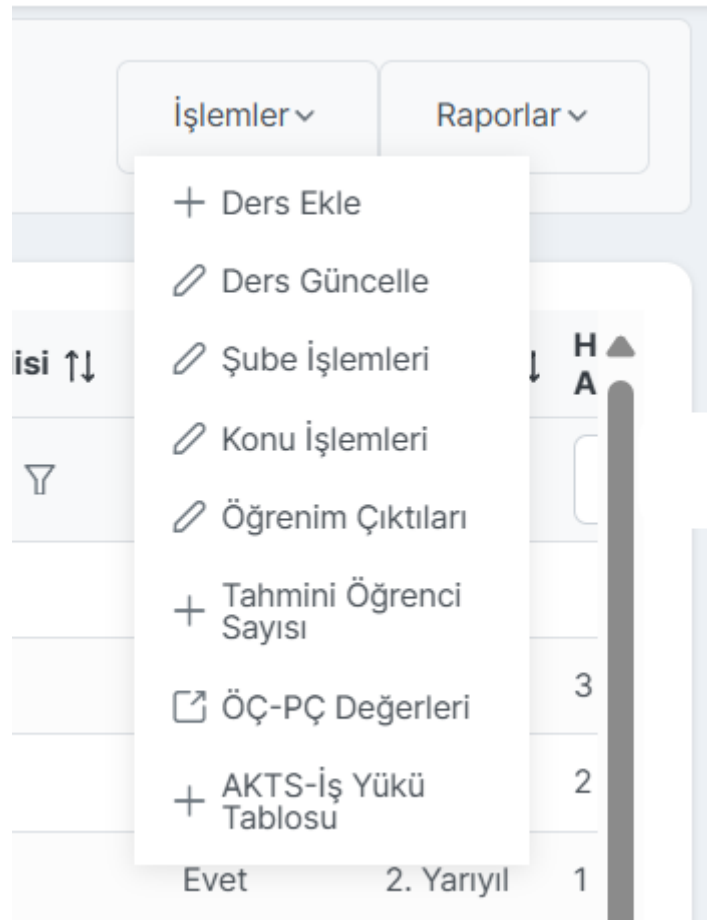 İşlemler
Raporlar
Ders Ekle
Ders Güncelle
Şube İşlemleri
Konu İşlemleri
Öğrenim Çıktıları
Tahmini Öğrenci
Sayısı
ÖÇ-PÇ Değerleri
AKTS-İş Yükü
Tablosu
isi
H
A
3
2
Evet
2. Yarıyıl
1